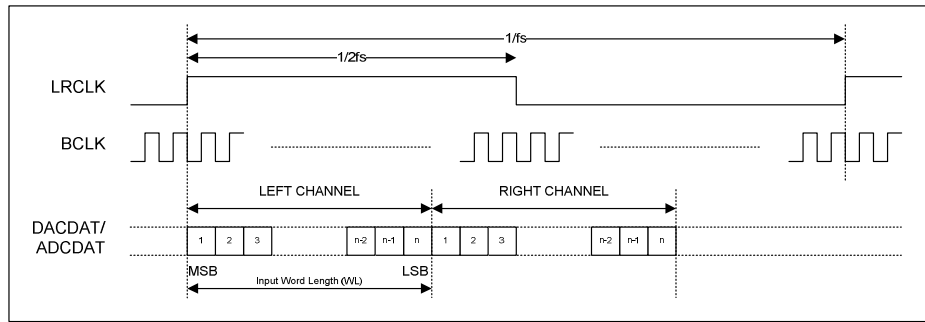 1/fs
1/2fs
LRCLK
BCLK
LEFT CHANNEL
RIGHT CHANNEL
DACDAT/
ADCDAT
1 2 3 n-2 n-1 n 1 2 3 n-2 n-1 n
MSB
LSB
Input Word Length (WL)